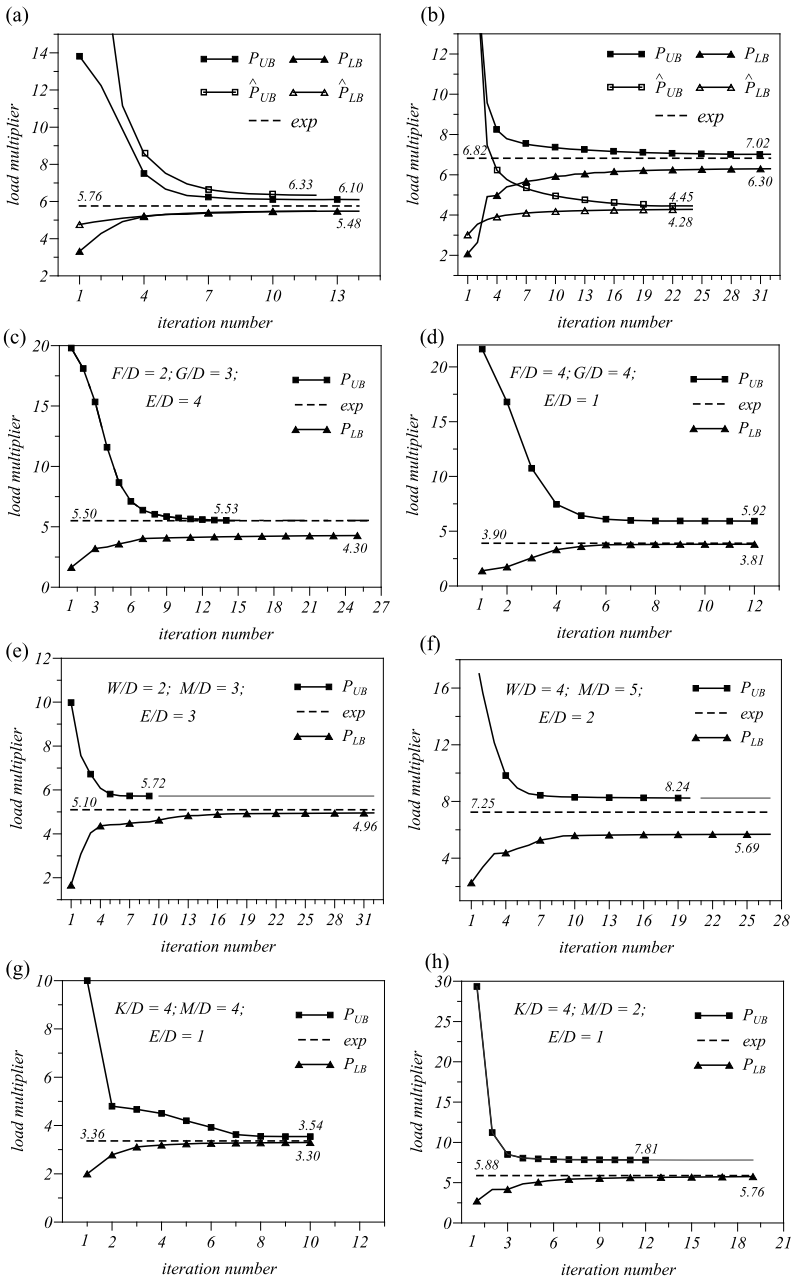 (a)
14
12
10
8
6
4
2
load multiplier
P_UB P_LB
P̂_UB P̂_LB
exp
5.76
6.33
6.10
5.48
1 4 7 10 13
iteration number
(b)
12
10
8
6
4
2
load multiplier
P_UB P_LB
P̂_UB P̂_LB
exp
6.82
7.02
6.30
4.45
4.28
1 4 7 10 13 16 19 22 25 28 31
iteration number
(c)
20
15
10
5
0
load multiplier
F/D = 2; G/D = 3;
E/D = 4
P_UB
exp
P_LB
5.50
5.53
4.30
1 3 6 9 12 15 18 21 24 27
iteration number
(d)
20
15
10
5
0
load multiplier
F/D = 4; G/D = 4;
E/D = 1
P_UB
exp
P_LB
3.90
5.92
3.81
1 2 4 6 8 10 12
iteration number
(e)
12
10
8
6
4
2
load multiplier
W/D = 2; M/D = 3;
E/D = 3
P_UB
exp
P_LB
5.72
5.10
4.96
1 4 7 10 13 16 19 22 25 28 31
iteration number
(f)
16
12
8
4
load multiplier
W/D = 4; M/D = 5;
E/D = 2
P_UB
exp
P_LB
8.24
7.25
5.69
1 4 7 10 13 16 19 22 25 28
iteration number
(g)
10
8
6
4
2
0
load multiplier
K/D = 4; M/D = 4;
E/D = 1
P_UB
exp
P_LB
3.36
3.54
3.30
1 2 4 6 8 10 12
iteration number
(h)
30
25
20
15
10
5
0
load multiplier
K/D = 4; M/D = 2;
E/D = 1
P_UB
exp
P_LB
5.88
7.81
5.76
1 3 6 9 12 15 18 21
iteration number